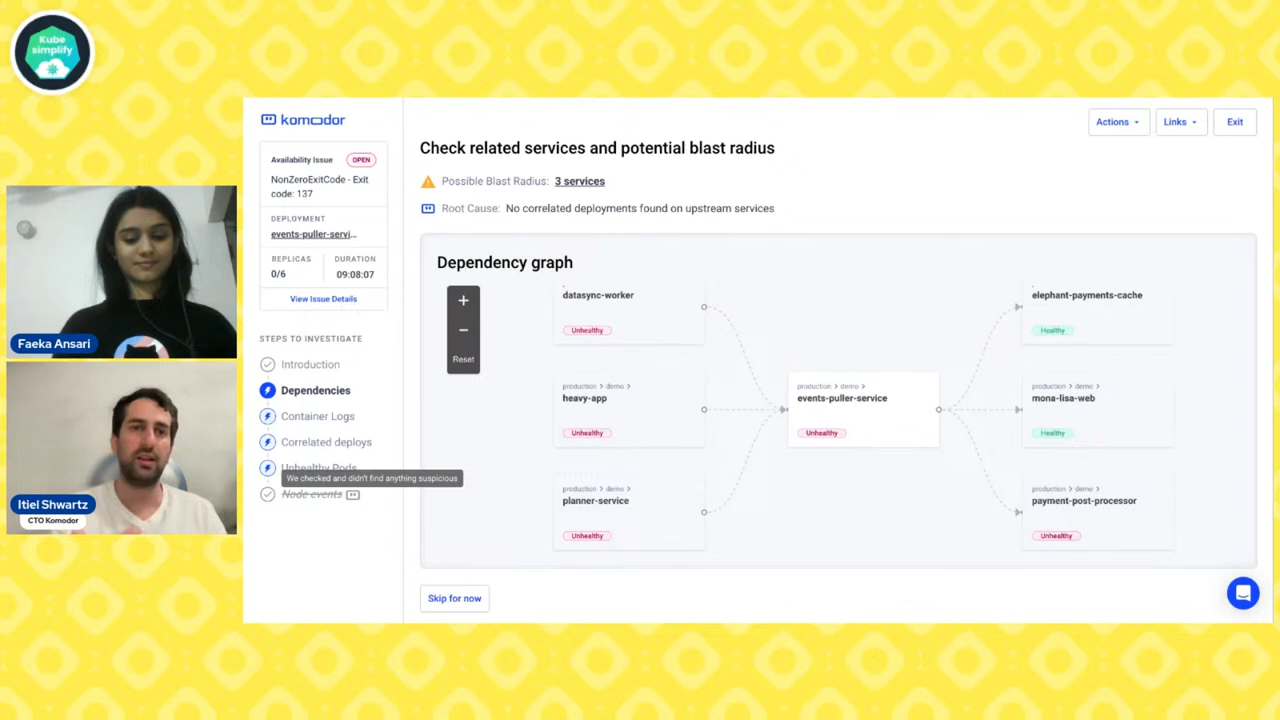 Kube
simplify
komodor
Availability Issue OPEN
NonZeroExitCode - Exit
code: 137
DEPLOYMENT
events-puller-servi...
REPLICAS DURATION
0/6 09:08:07
View Issue Details
STEPS TO INVESTIGATE
Introduction
Dependencies
Container Logs
Correlated deploys
Unhealthy Pods
We checked and didn't find anything suspicious
Node events
Actions Links Exit
Check related services and potential blast radius
Possible Blast Radius: 3 services
Root Cause: No correlated deployments found on upstream services
Dependency graph
+
−
Reset
datasync-worker
Unhealthy
production > demo >
heavy-app
Unhealthy
production > demo >
planner-service
Unhealthy
production > demo >
events-puller-service
Unhealthy
elephant-payments-cache
Healthy
production > demo >
mona-lisa-web
Healthy
production > demo >
payment-post-processor
Unhealthy
Skip for now
Faeka Ansari
Itiel Shwartz
CTO Komodor